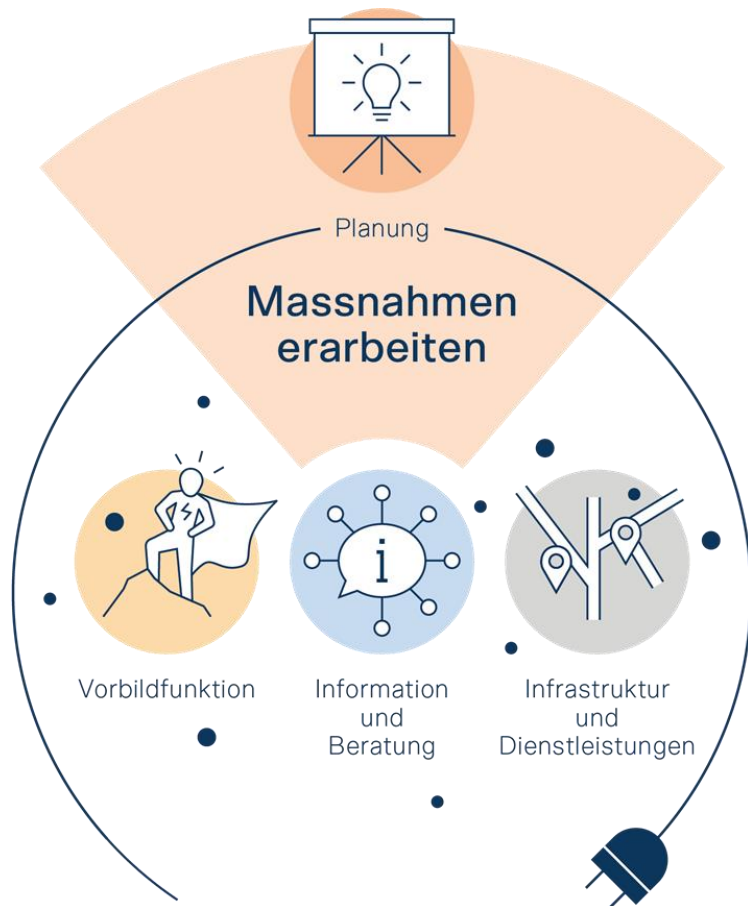 Planung
Massnahmen
erarbeiten
i
Vorbildfunktion
Information
und
Beratung
Infrastruktur
und
Dienstleistungen